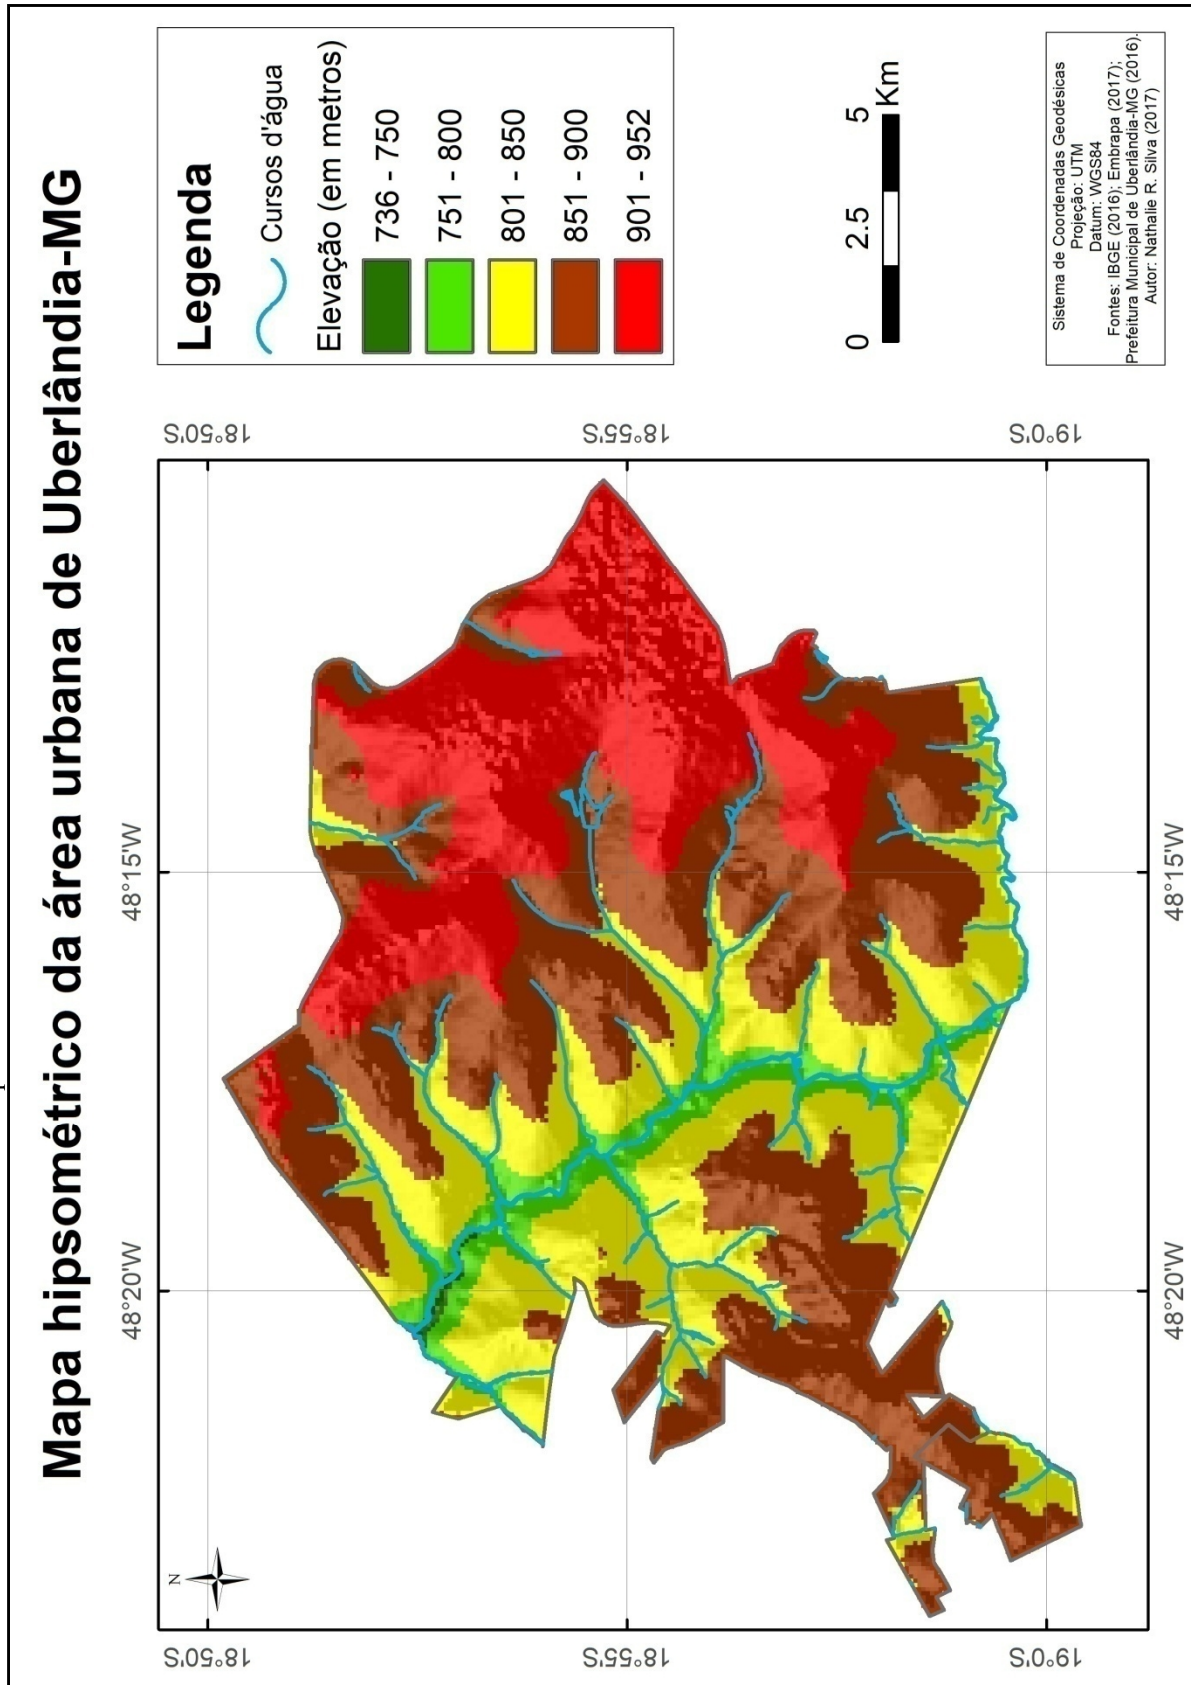 Mapa hipsométrico da área urbana de Uberlândia-MG
48°20'W
48°15'W
18°50'S
18°50'S
18°55'S
18°55'S
19°0'S
19°0'S
48°20'W
48°15'W
N
Legenda
Cursos d'água
Elevação (em metros)
736 - 750
751 - 800
801 - 850
851 - 900
901 - 952
0 2.5 5
Km
Sistema de Coordenadas Geodésicas
Projeção: UTM
Datum: WGS84
Fontes: IBGE (2016); Embrapa (2017);
Prefeitura Municipal de Uberlândia-MG (2016).
Autor: Nathalie R. Silva (2017)